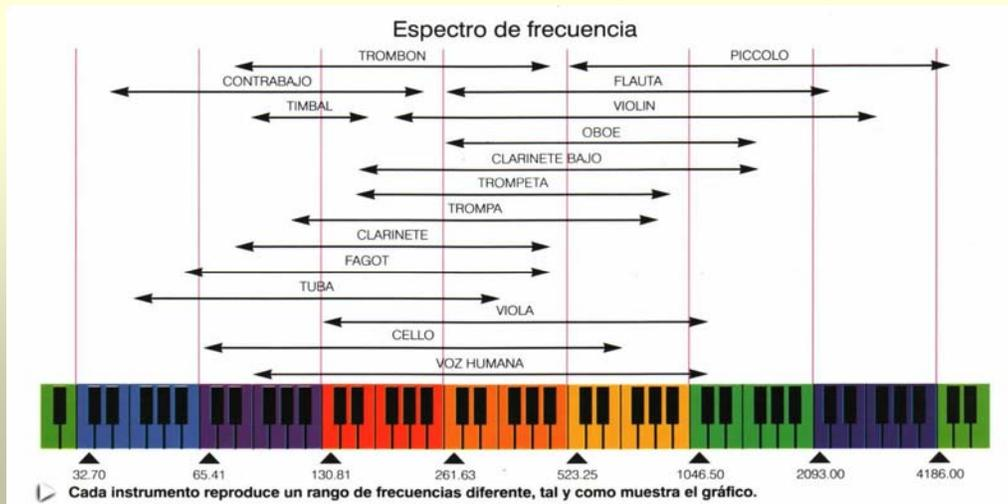 Espectro de frecuencia
TROMBON
PICCOLO
CONTRABAJO
FLAUTA
TIMBAL
VIOLIN
OBOE
CLARINETE BAJO
TROMPETA
TROMPA
CLARINETE
FAGOT
TUBA
VIOLA
CELLO
VOZ HUMANA
32.70 65.41 130.81 261.63 523.25 1046.50 2093.00 4186.00
Cada instrumento reproduce un rango de frecuencias diferente, tal y como muestra el gráfico.